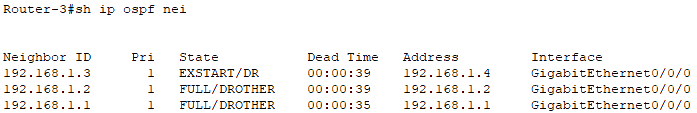 Router-3#sh ip ospf nei
Neighbor ID     Pri   State           Dead Time   Address         Interface
192.168.1.3       1   EXSTART/DR      00:00:39    192.168.1.4     GigabitEthernet0/0/0
192.168.1.2       1   FULL/DROTHER    00:00:39    192.168.1.2     GigabitEthernet0/0/0
192.168.1.1       1   FULL/DROTHER    00:00:35    192.168.1.1     GigabitEthernet0/0/0